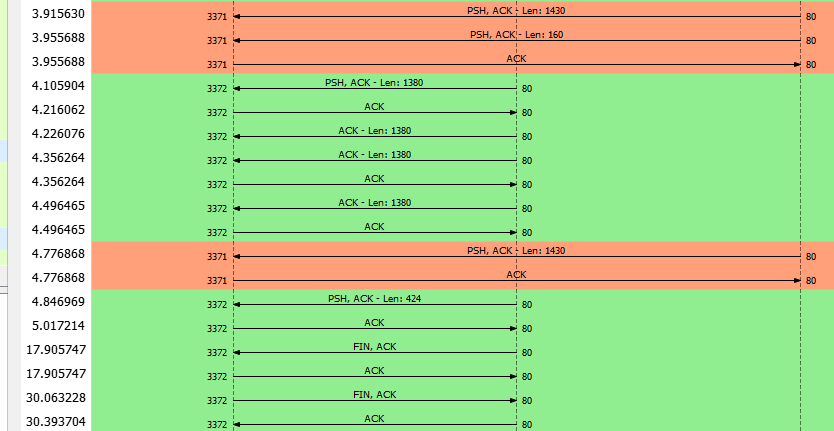 3.915630 3371 PSH, ACK - Len: 1430 80
3.955688 3371 PSH, ACK - Len: 160 80
3.955688 3371 ACK 80
4.105904 3372 PSH, ACK - Len: 1380 80
4.216062 3372 ACK 80
4.226076 3372 ACK - Len: 1380 80
4.356264 3372 ACK - Len: 1380 80
4.356264 3372 ACK 80
4.496465 3372 ACK - Len: 1380 80
4.496465 3372 ACK 80
4.776868 3371 PSH, ACK - Len: 1430 80
4.776868 3371 ACK 80
4.846969 3372 PSH, ACK - Len: 424 80
5.017214 3372 ACK 80
17.905747 3372 FIN, ACK 80
17.905747 3372 ACK 80
30.063228 3372 FIN, ACK 80
30.393704 3372 ACK 80